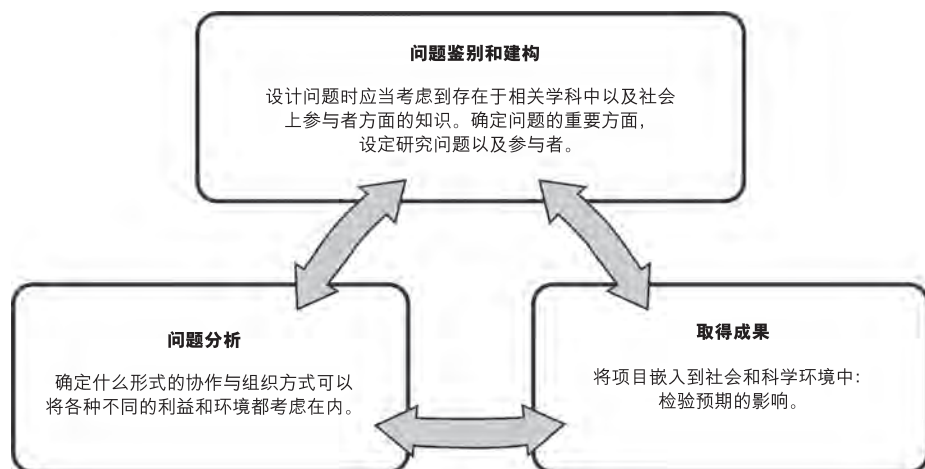 问题鉴别和建构
设计问题时应当考虑到存在于相关学科中以及社会
上参与者方面的知识。确定问题的重要方面，
设定研究问题以及参与者。
问题分析
确定什么形式的协作与组织方式可以
将各种不同的利益和环境都考虑在内。
取得成果
将项目嵌入到社会和科学环境中：
检验预期的影响。